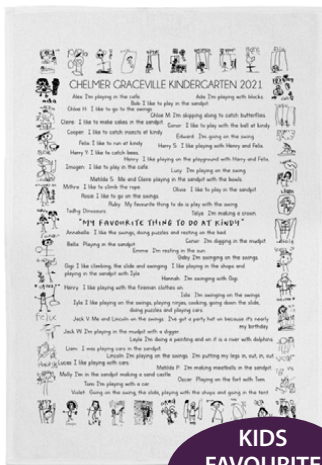 CHELMER GRACEVILLE KINDERGARTEN 2021
Alex I'm playing in the cafe
Ada I'm playing with blocks
Bob I like to play in the sandpit
Chloe H. I like to go to the swings
Chloe M I'm skipping along to catch butterflies
Claire I like to make cakes in the sandpit
Conor I like to play with the ball at kindy
Cooper I like to catch insects at kindy
Edward I'm going on the swing
Felix I like to run at kindy
Harry S I like playing with Henry and Felix.
Harry Y I like to catch bees
Henry I like playing on the playground with Harry and Felix.
Imogen I like to play in the cafe
Lucy I'm playing on the swing
Matilda S Me and Claire playing in the sandpit with the beads
Mithra I like to climb the rope
Olivia I like to play in the sandpit
Rosie I like to go on the swings
Ruby My favourite thing to do is play with the swing
Teddy Dinosaurs
Talya I'm making a crown
"MY FAVOURITE THING TO DO AT KINDY"
Annabelle I like the swings, doing puzzles and resting on the bed
Bella Playing in the sandpit
Conor I'm digging in the mudpit
Emma I'm resting in the sun
Gaby I'm swinging on the swings
Gigi I like climbing, the slide and swinging. I like playing in the shops and
playing in the sandpit with Isla
Hannah I'm swinging with Gigi
Henry I like playing with the fireman clothes on
Isla I'm swinging on the swings
Isla I like playing on the swings, playing ropes, cooking, going down the slide,
doing puzzles and playing cars.
Jack V Me and Lincoln on the swings. I've got a party hat on because it's nearly
my birthday
Jack W I'm playing in the mudpit with a digger
Layla I'm doing a painting and on it is a river with dolphins
Liam I was playing cars in the sandpit
Lincoln I'm playing on the swings. I'm putting my legs in, out, in, out
Lucas I like playing with cars
Matilda P I'm making meatballs in the sandpit
Molly I'm in the sandpit making a sand castle
Oscar Playing on the fort with Tom
Tom I'm playing with a car
Violet Going on the swing, the slide, playing with the shops and going in the tent
KIDS
FAVOURITE